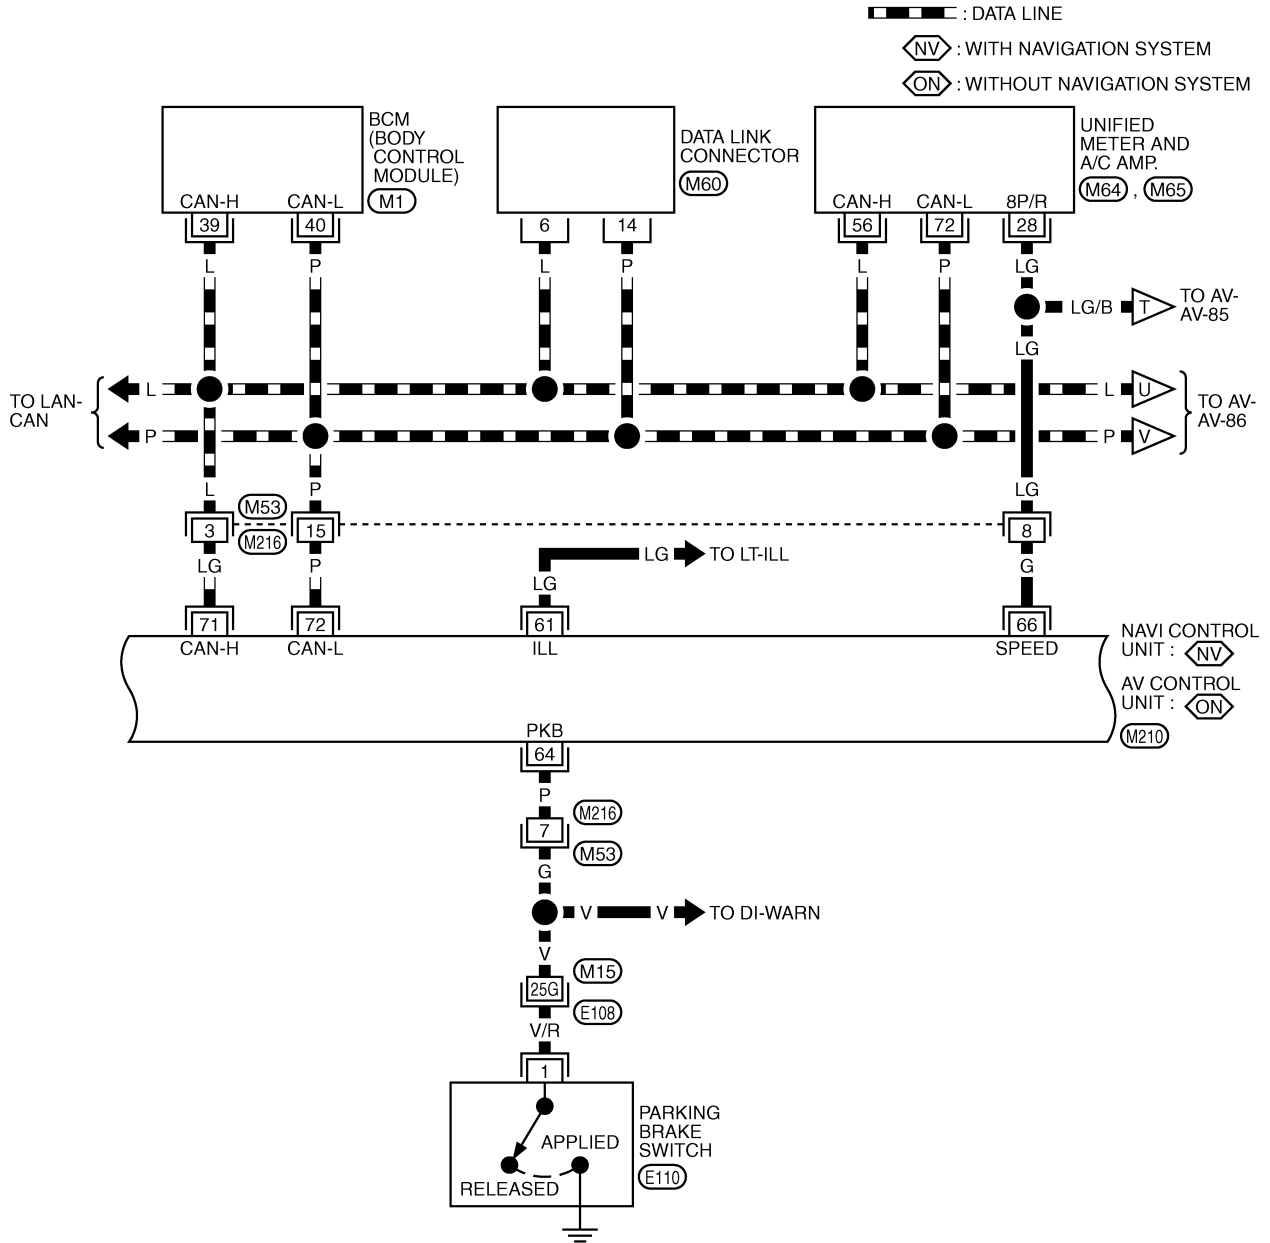 : DATA LINE
NV : WITH NAVIGATION SYSTEM
ON : WITHOUT NAVIGATION SYSTEM
BCM
(BODY
CONTROL
MODULE)
M1
DATA LINK
CONNECTOR
M60
UNIFIED
METER AND
A/C AMP.
M64 , M65
CAN-H CAN-L
CAN-H CAN-L 8P/R
39 40 6 14 56 72 28
L P L P L P LG
LG/B T TO AV-
AV-85
LG
TO LAN-
CAN
L L U
P P V
TO AV-
AV-86
L P LG
M53
3 15 8
M216
LG P G
LG TO LT-ILL
LG
71 72 61 66
CAN-H CAN-L ILL SPEED
NAVI CONTROL
UNIT : NV
AV CONTROL
UNIT : ON
M210
PKB
64
P
M216
7
M53
G
V V TO DI-WARN
V
M15
25G
E108
V/R
1
PARKING
BRAKE
SWITCH
E110
APPLIED
RELEASED